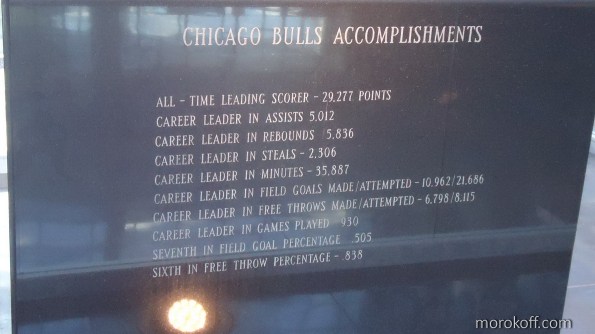 CHICAGO BULLS ACCOMPLISHMENTS
ALL - TIME LEADING SCORER - 29,277 POINTS
CAREER LEADER IN ASSISTS 5.012
CAREER LEADER IN REBOUNDS 5,836
CAREER LEADER IN STEALS - 2,306
CAREER LEADER IN MINUTES - 35,887
CAREER LEADER IN FIELD GOALS MADE/ATTEMPTED - 10,962/21,686
CAREER LEADER IN FREE THROWS MADE/ATTEMPTED - 6,798/8,115
CAREER LEADER IN GAMES PLAYED 930
SEVENTH IN FIELD GOAL PERCENTAGE .505
SIXTH IN FREE THROW PERCENTAGE - .838
morokoff.com